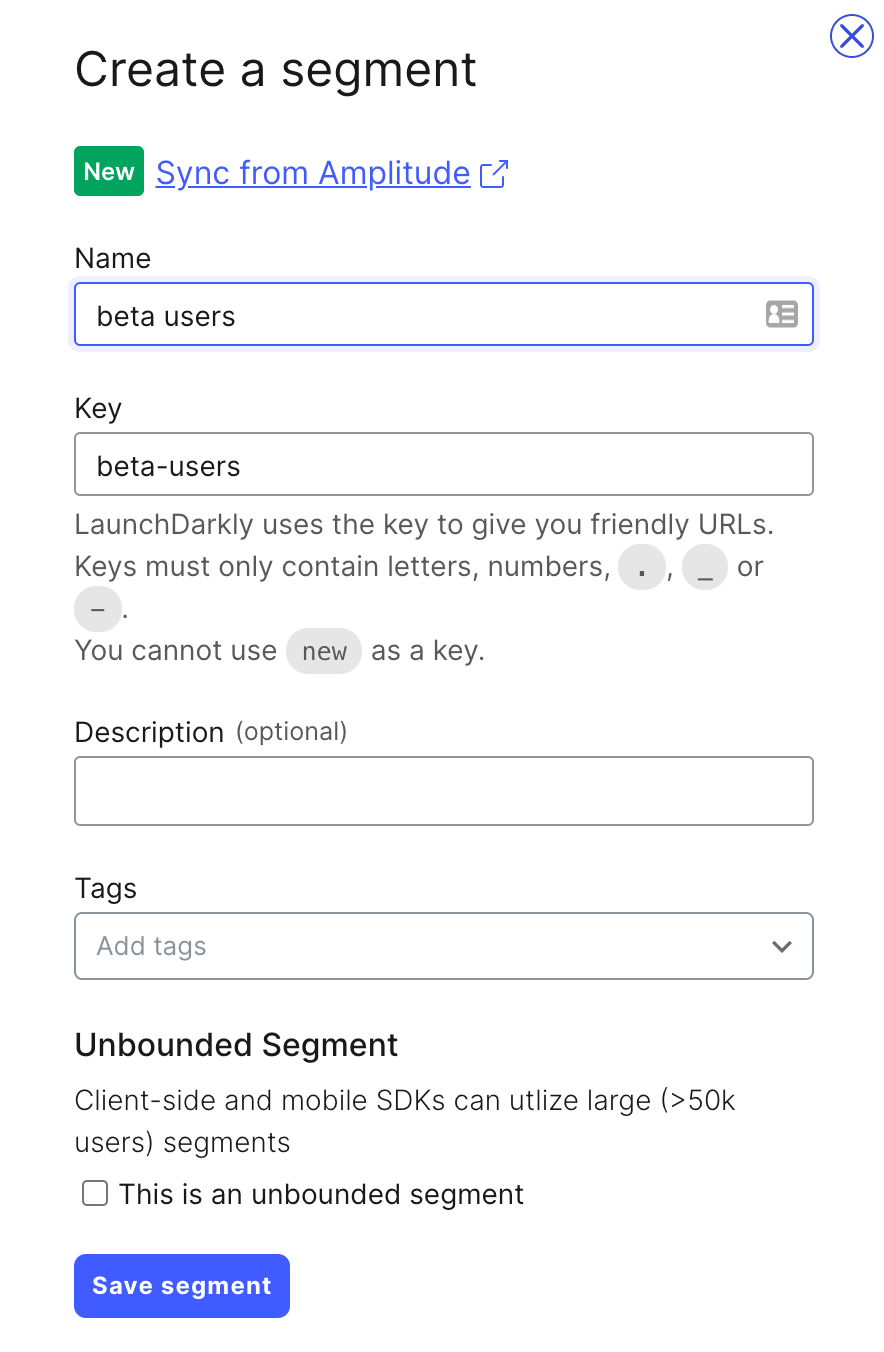 Create a segment
New Sync from Amplitude
Name
beta users
Key
beta-users
LaunchDarkly uses the key to give you friendly URLs.
Keys must only contain letters, numbers, . , _ or
- .
You cannot use new as a key.
Description (optional)
Tags
Add tags
Unbounded Segment
Client-side and mobile SDKs can utlize large (>50k
users) segments
This is an unbounded segment
Save segment